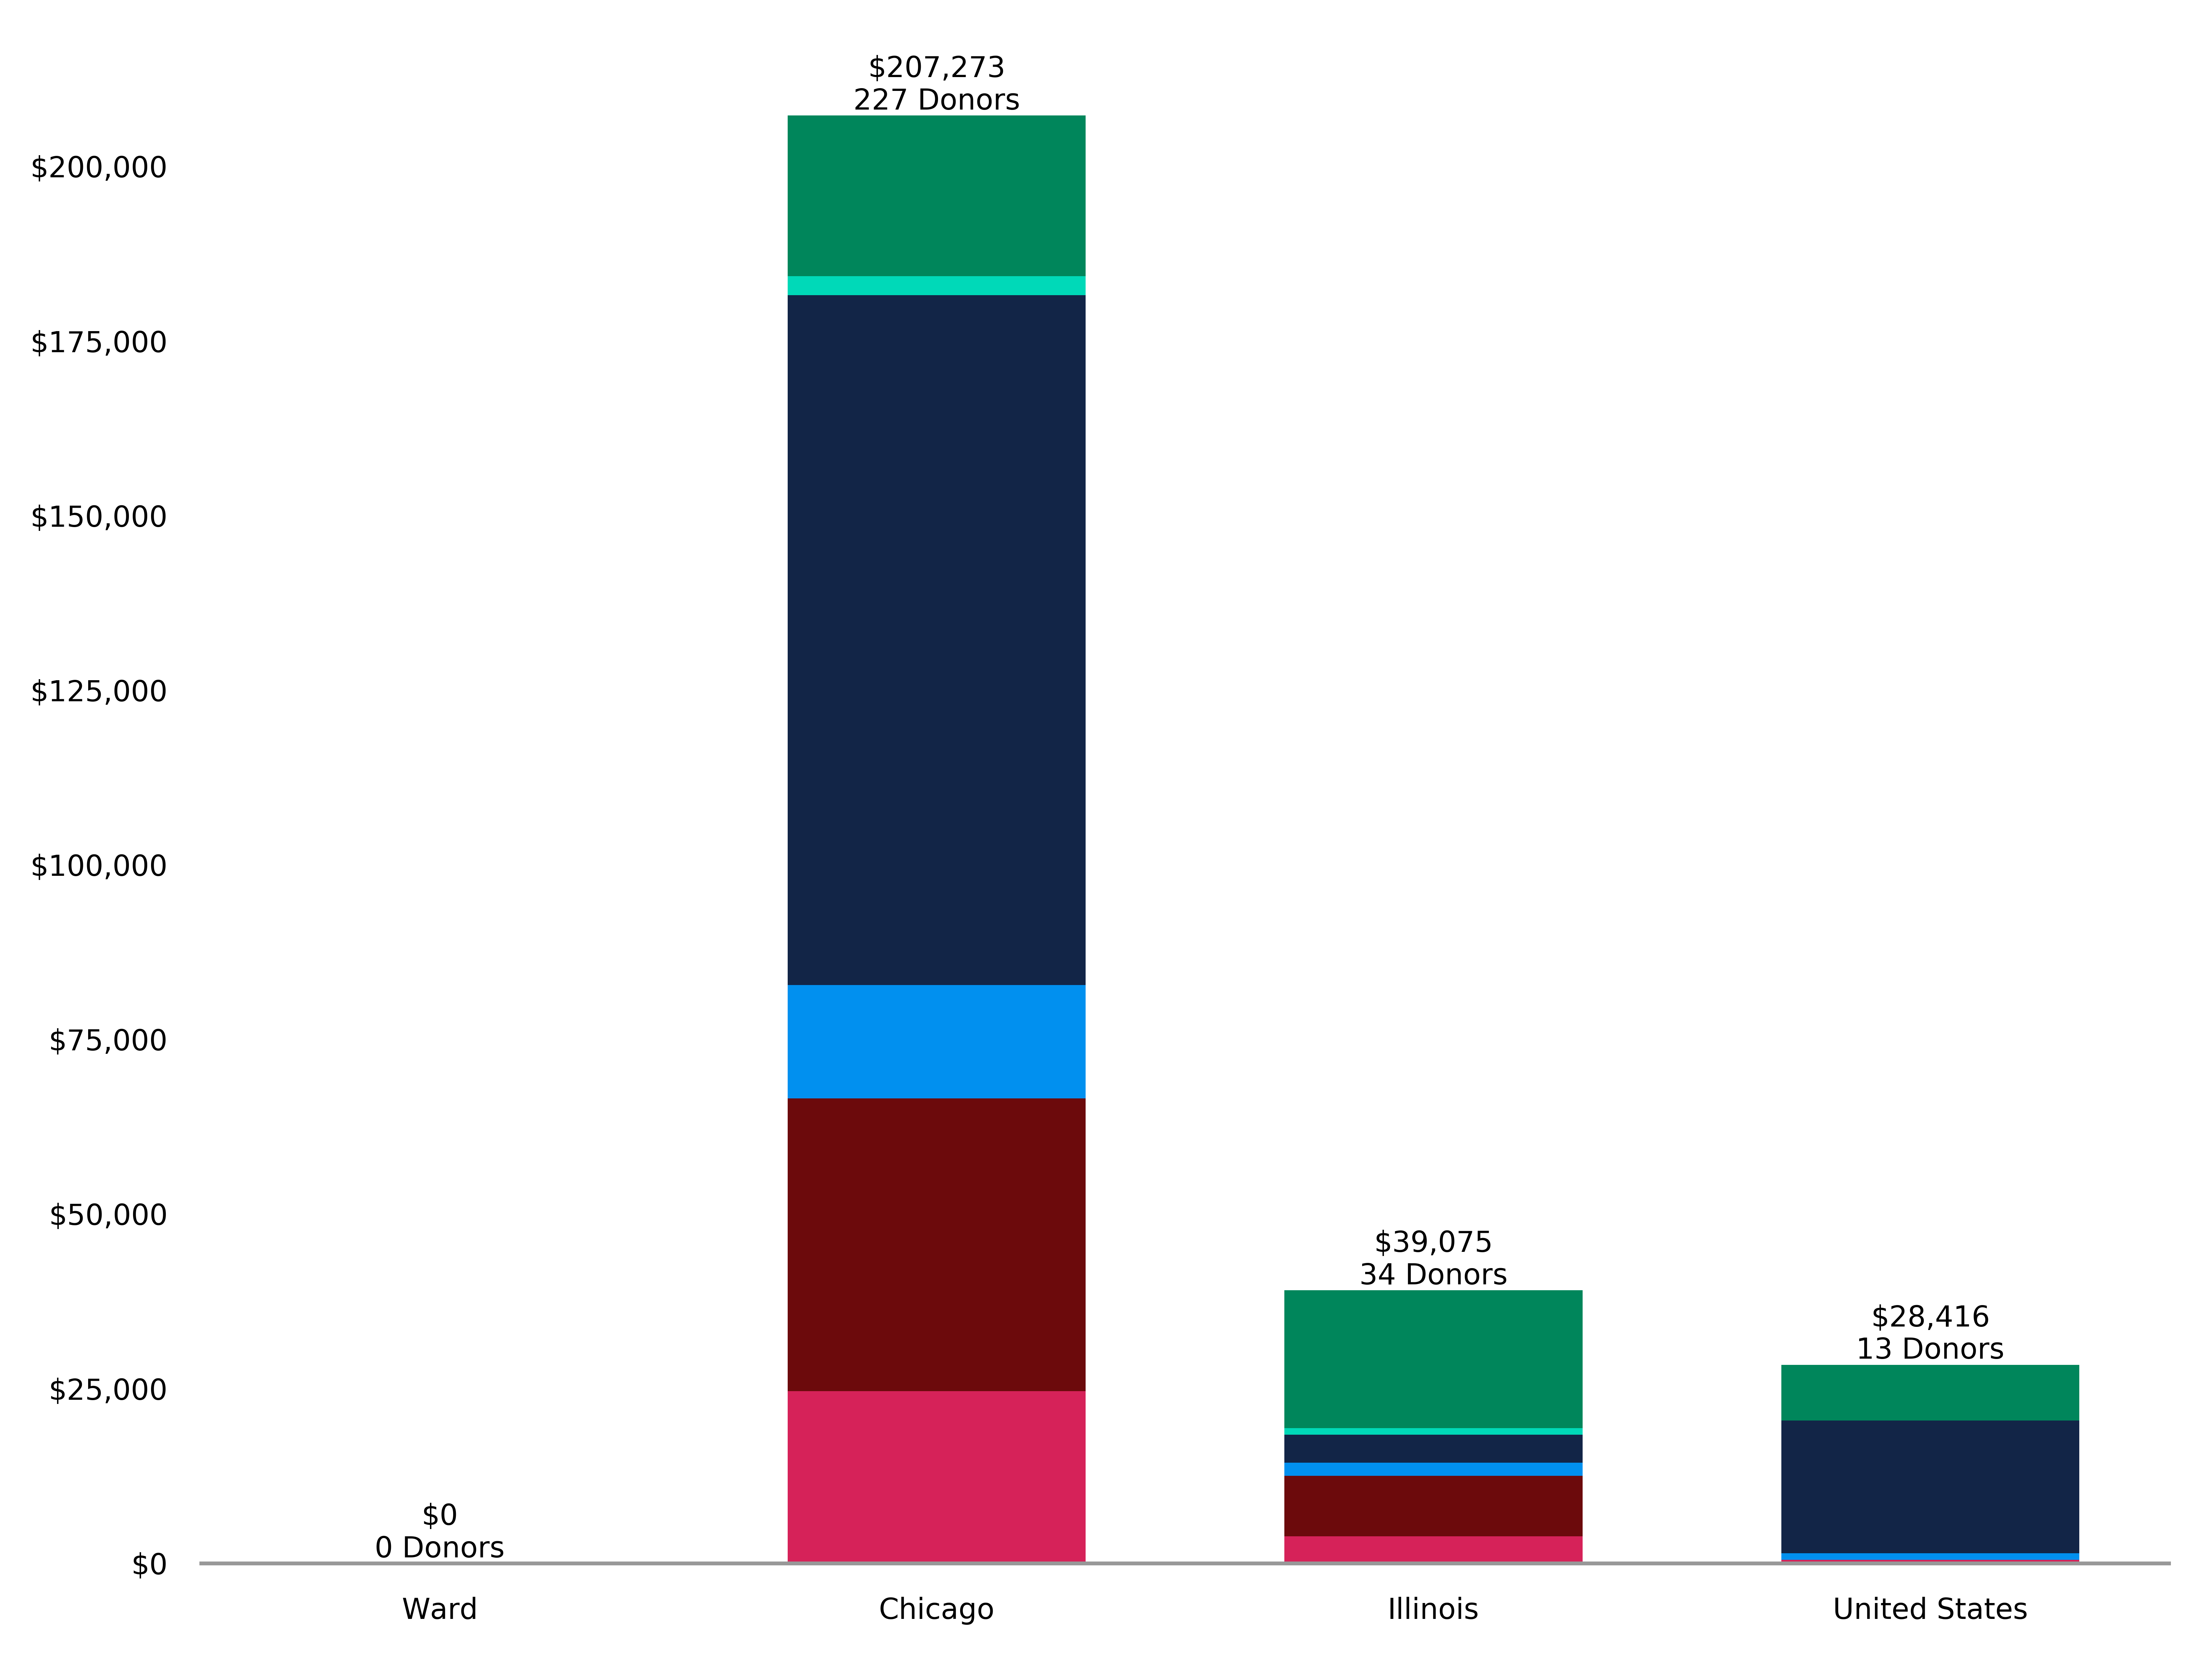 $207,273
227 Donors
$200,000
$175,000
$150,000
$125,000
$100,000
$75,000
$50,000
$39,075
34 Donors
$28,416
13 Donors
$25,000
$0
0 Donors
$0
Ward
Chicago
Illinois
United States